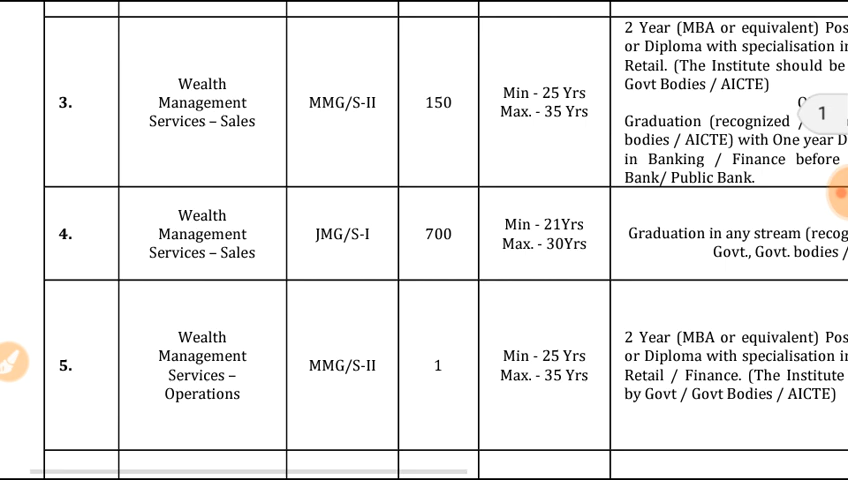 3.
Wealth
Management
Services – Sales
MMG/S-II
150
Min - 25 Yrs
Max. - 35 Yrs
2 Year (MBA or equivalent)
or Diploma with specialisation
Retail. (The Institute should be
Govt Bodies / AICTE)
Graduation (recognized /
bodies / AICTE) with One year
in Banking / Finance before
Bank/ Public Bank.
1
4.
Wealth
Management
Services – Sales
JMG/S-I
700
Min - 21Yrs
Max. - 30Yrs
Graduation in any stream
Govt., Govt. bodies /
5.
Wealth
Management
Services –
Operations
MMG/S-II
1
Min - 25 Yrs
Max. - 35 Yrs
2 Year (MBA or equivalent)
or Diploma with specialisation
Retail / Finance. (The Institute
by Govt / Govt Bodies / AICTE)